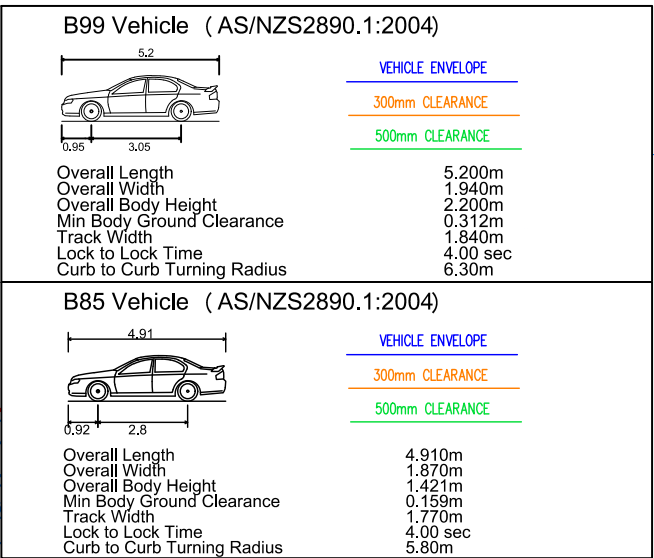 B99 Vehicle (AS/NZS2890.1:2004)
5.2
0.95 3.05
VEHICLE ENVELOPE
300mm CLEARANCE
500mm CLEARANCE
Overall Length 5.200m
Overall Width 1.940m
Overall Body Height 2.200m
Min Body Ground Clearance 0.312m
Track Width 1.840m
Lock to Lock Time 4.00 sec
Curb to Curb Turning Radius 6.30m
B85 Vehicle (AS/NZS2890.1:2004)
4.91
0.92 2.8
VEHICLE ENVELOPE
300mm CLEARANCE
500mm CLEARANCE
Overall Length 4.910m
Overall Width 1.870m
Overall Body Height 1.421m
Min Body Ground Clearance 0.159m
Track Width 1.770m
Lock to Lock Time 4.00 sec
Curb to Curb Turning Radius 5.80m